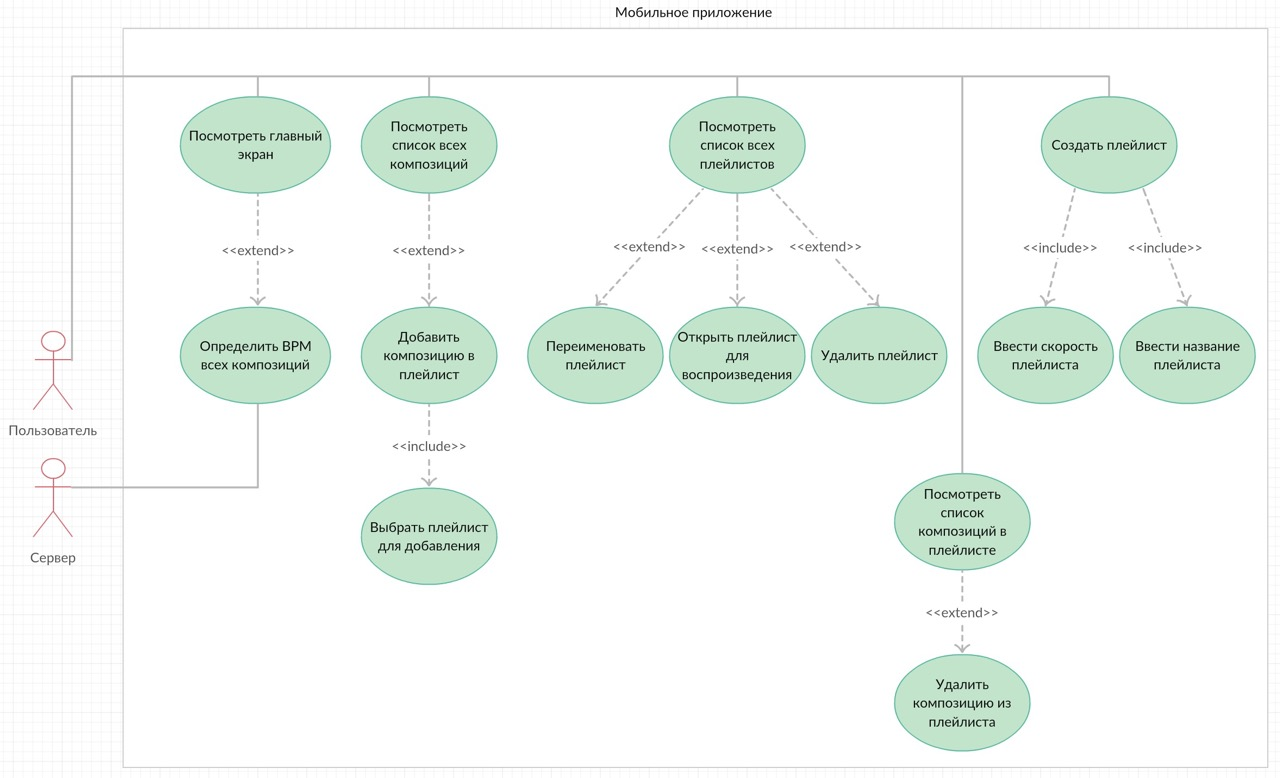 Мобильное приложение
Посмотреть главный
экран
Посмотреть
список всех
композиций
Посмотреть
список всех
плейлистов
Создать плейлист
<<extend>>
<<extend>>
<<extend>>
<<extend>>
<<extend>>
<<include>>
<<include>>
Определить BPM
всех композиций
Добавить
композицию в
плейлист
Переименовать
плейлист
Открыть плейлист
для
воспроизведения
Удалить плейлист
Ввести скорость
плейлиста
Ввести название
плейлиста
Пользователь
<<include>>
Посмотреть
список
композиций в
плейлисте
Выбрать плейлист
для добавления
Сервер
<<extend>>
Удалить
композицию из
плейлиста